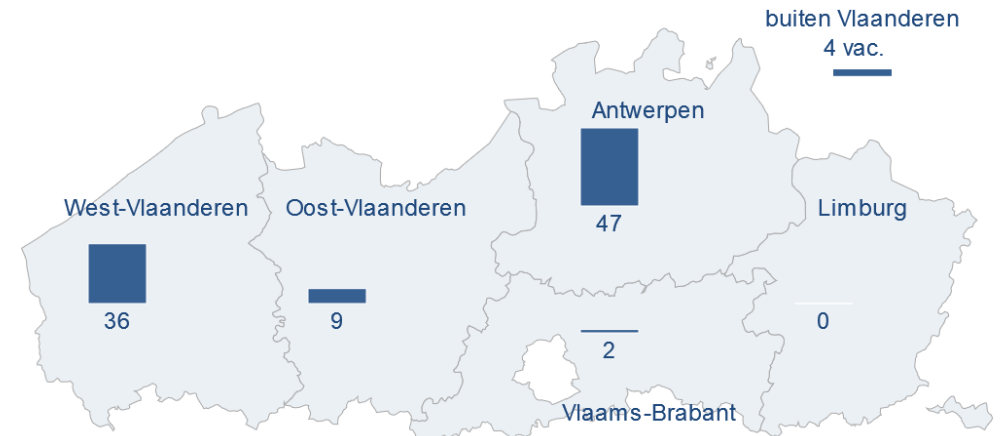 buiten Vlaanderen
4 vac.
Antwerpen
47
West-Vlaanderen
36
Oost-Vlaanderen
9
Limburg
0
2
Vlaams-Brabant